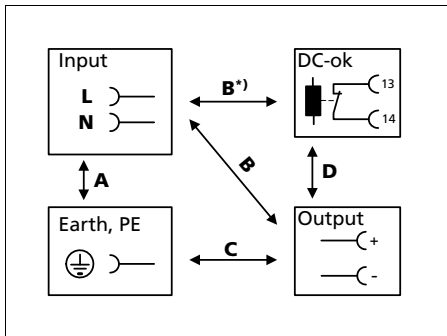 Input
L
N
B*)
DC-ok
13
14
A
B
D
Earth, PE
C
Output
+
-